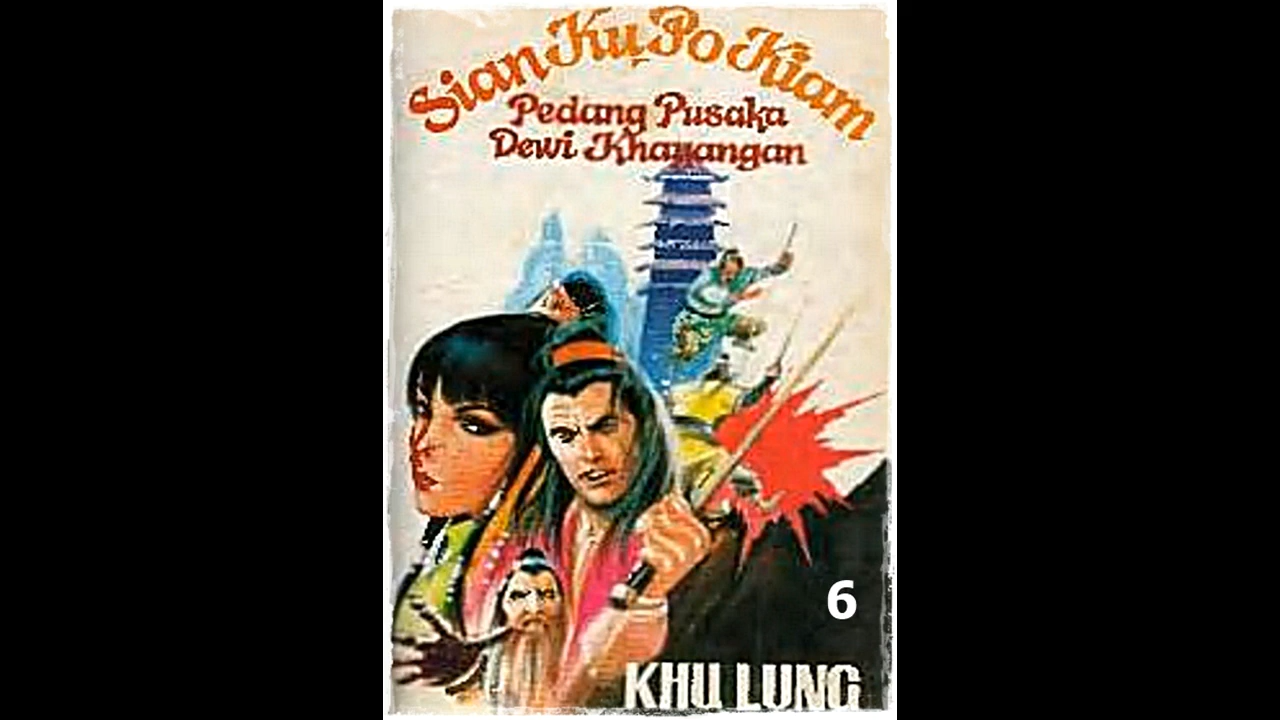 Sian Ku Po Kiam
Pedang Pusaka
Dewi Khayangan
6
KHU LUNG